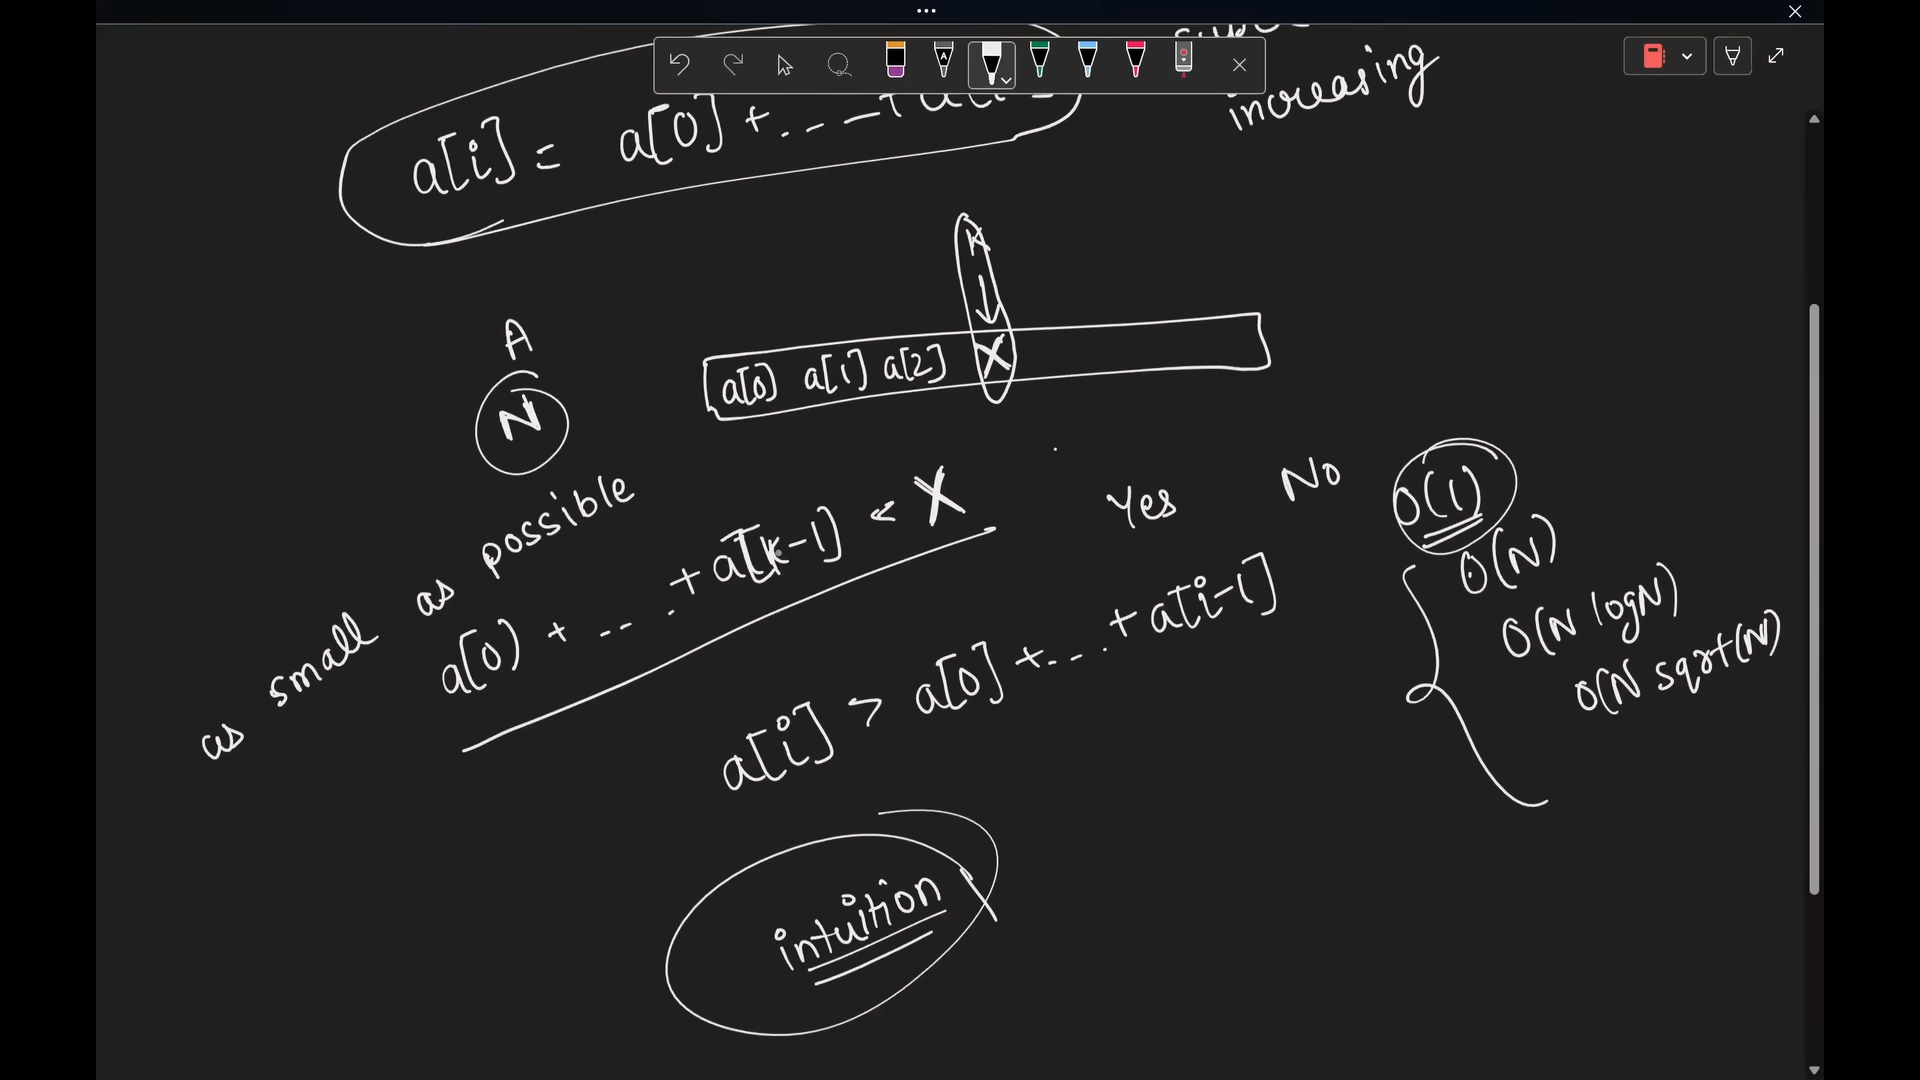 increasing
a[i] = a[0] + ... +
K
↓
A
N
a[0] a[1] a[2] X
as small as possible
a[0) + ... + a[k-1) < X
Yes No
O(1)
O(N)
O(N logN)
O(N sqrt(N)
a[i] > a[0] + ... + a[i-1]
intuition